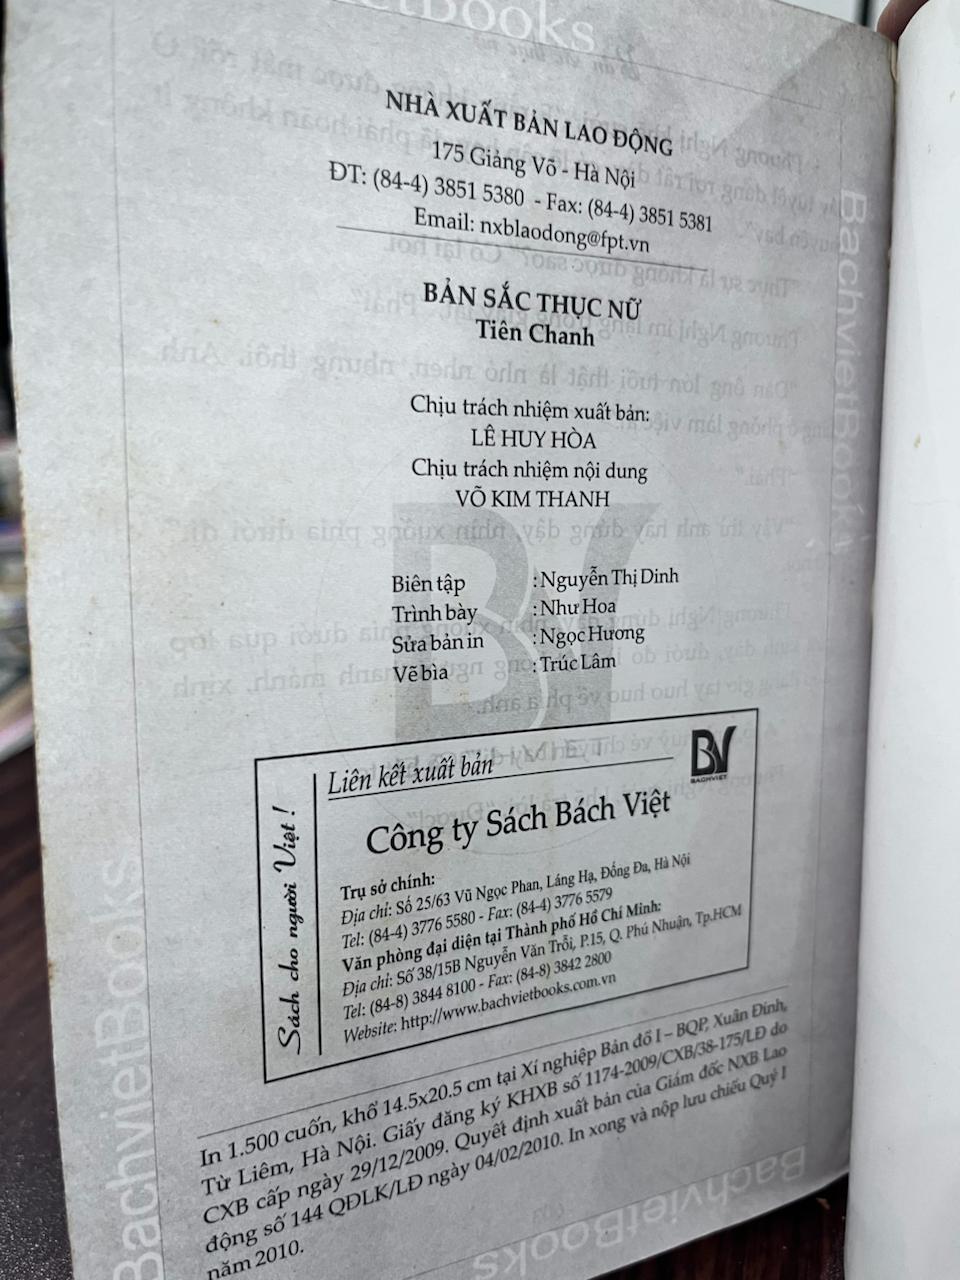 NHÀ XUẤT BẢN LAO ĐỘNG
175 Giảng Võ - Hà Nội
ĐT: (84-4) 3851 5380 - Fax: (84-4) 3851 5381
Email: nxblaodong@fpt.vn
BẢN SẮC THỤC NỮ
Tiên Chanh
Chịu trách nhiệm xuất bản:
LÊ HUY HÒA
Chịu trách nhiệm nội dung
VÕ KIM THANH
Biên tập : Nguyễn Thị Dinh
Trình bày : Như Hoa
Sửa bản in : Ngọc Hương
Vẽ bìa : Trúc Lâm
Sách cho người Việt !
Liên kết xuất bản
BV
BACHVIET
Công ty Sách Bách Việt
Trụ sở chính:
Địa chỉ: Số 25/63 Vũ Ngọc Phan, Láng Hạ, Đống Đa, Hà Nội
Tel: (84-4) 3776 5580 - Fax: (84-4) 3776 5579
Văn phòng đại diện tại Thành phố Hồ Chí Minh:
Địa chỉ: Số 38/15B Nguyễn Văn Trỗi, P.15, Q. Phú Nhuận, Tp.HCM
Tel: (84-8) 3844 8100 - Fax: (84-8) 3842 2800
Website: http://www.bachvietbooks.com.vn
In 1.500 cuốn, khổ 14.5x20.5 cm tại Xí nghiệp Bản đồ I – BQP, Xuân Đỉnh,
Từ Liêm, Hà Nội. Giấy đăng ký KHXB số 1174-2009/CXB/38-175/LĐ do
CXB cấp ngày 29/12/2009. Quyết định xuất bản của Giám đốc NXB Lao
động số 144 QĐLK/LĐ ngày 04/02/2010. In xong và nộp lưu chiểu Quý I
năm 2010.
BachvietBooks
BachvietBooks
BachvietBooks